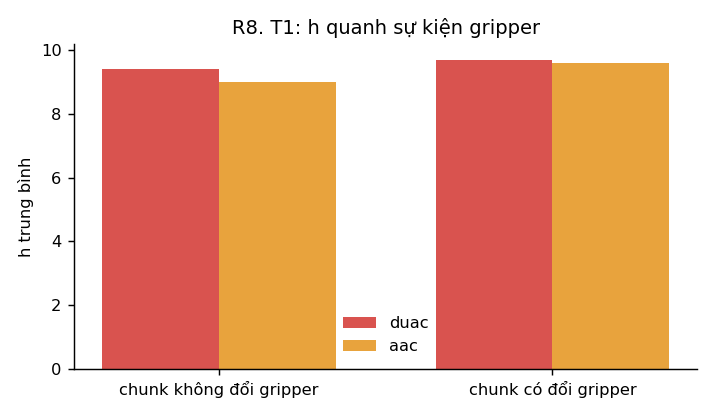 R8. T1: h quanh sự kiện gripper
h trung bình
10
8
6
4
2
0
duac
aac
chunk không đổi gripper
chunk có đổi gripper